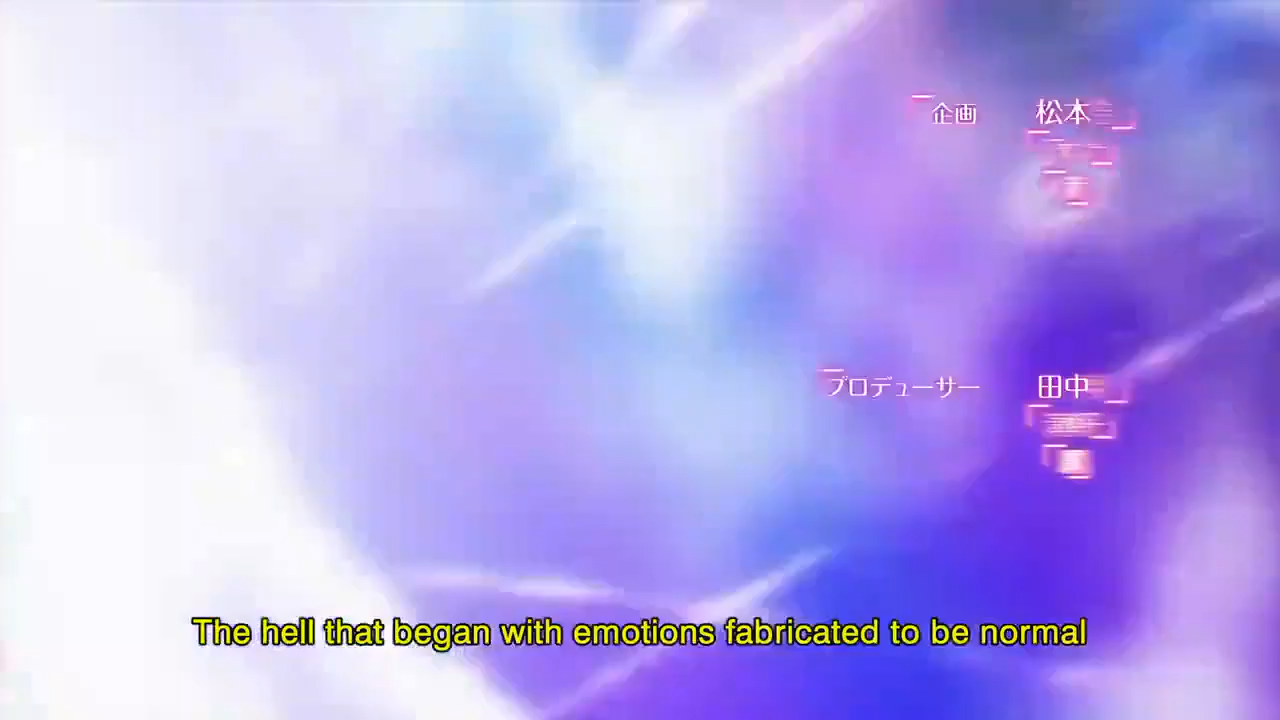 企画 松本
プロデューサー 田中
The hell that began with emotions fabricated to be normal